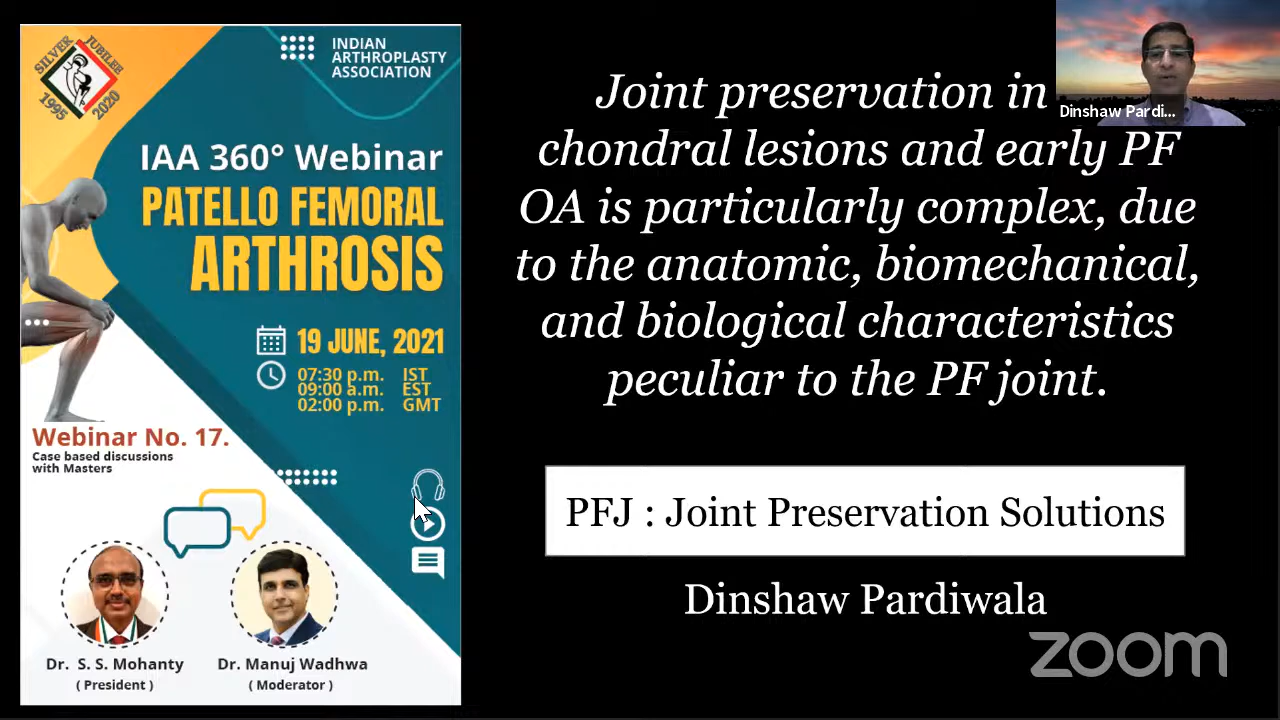 SILVER JUBILEE
1995 2020
INDIAN
ARTHROPLASTY
ASSOCIATION
IAA 360° Webinar
PATELLO FEMORAL
ARTHROSIS
19 JUNE, 2021
07:30 p.m. IST
09:00 a.m. EST
02:00 p.m. GMT
Webinar No. 17.
Case based discussions
with Masters
Dr. S. S. Mohanty
( President )
Dr. Manuj Wadhwa
( Moderator )
Joint preservation in
chondral lesions and early PF
OA is particularly complex, due
to the anatomic, biomechanical,
and biological characteristics
peculiar to the PF joint.
PFJ : Joint Preservation Solutions
Dinshaw Pardiwala
Dinshaw Pardi...
zoom